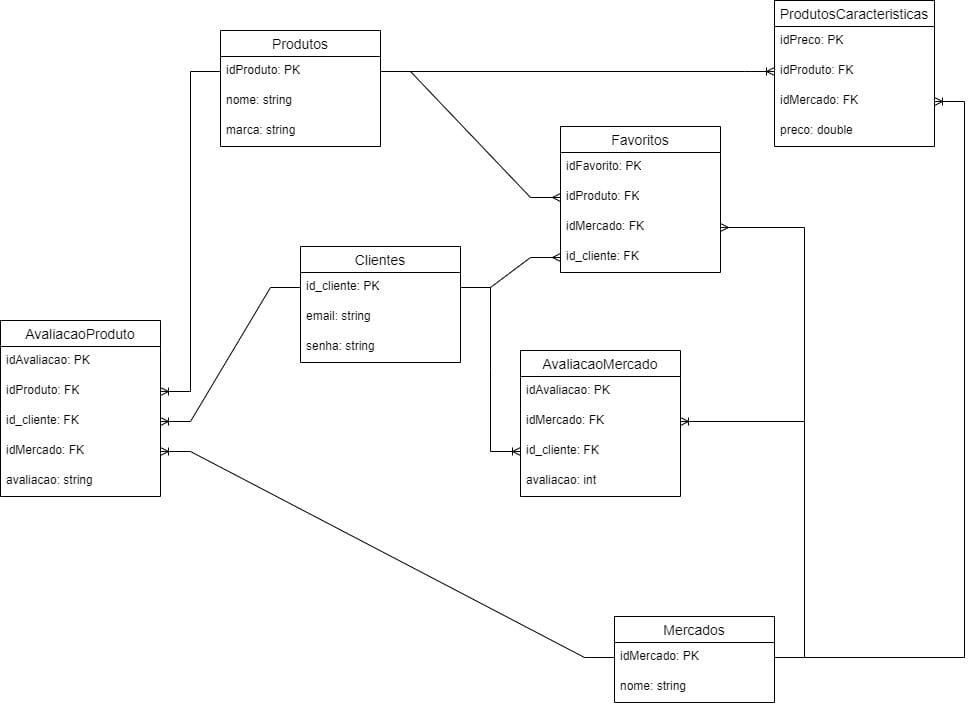 ProdutosCaracteristicas
idPreco: PK
idProduto: FK
idMercado: FK
preco: double
Produtos
idProduto: PK
nome: string
marca: string
Favoritos
idFavorito: PK
idProduto: FK
idMercado: FK
id_cliente: FK
Clientes
id_cliente: PK
email: string
senha: string
AvaliacaoProduto
idAvaliacao: PK
idProduto: FK
id_cliente: FK
idMercado: FK
avaliacao: string
AvaliacaoMercado
idAvaliacao: PK
idMercado: FK
id_cliente: FK
avaliacao: int
Mercados
idMercado: PK
nome: string